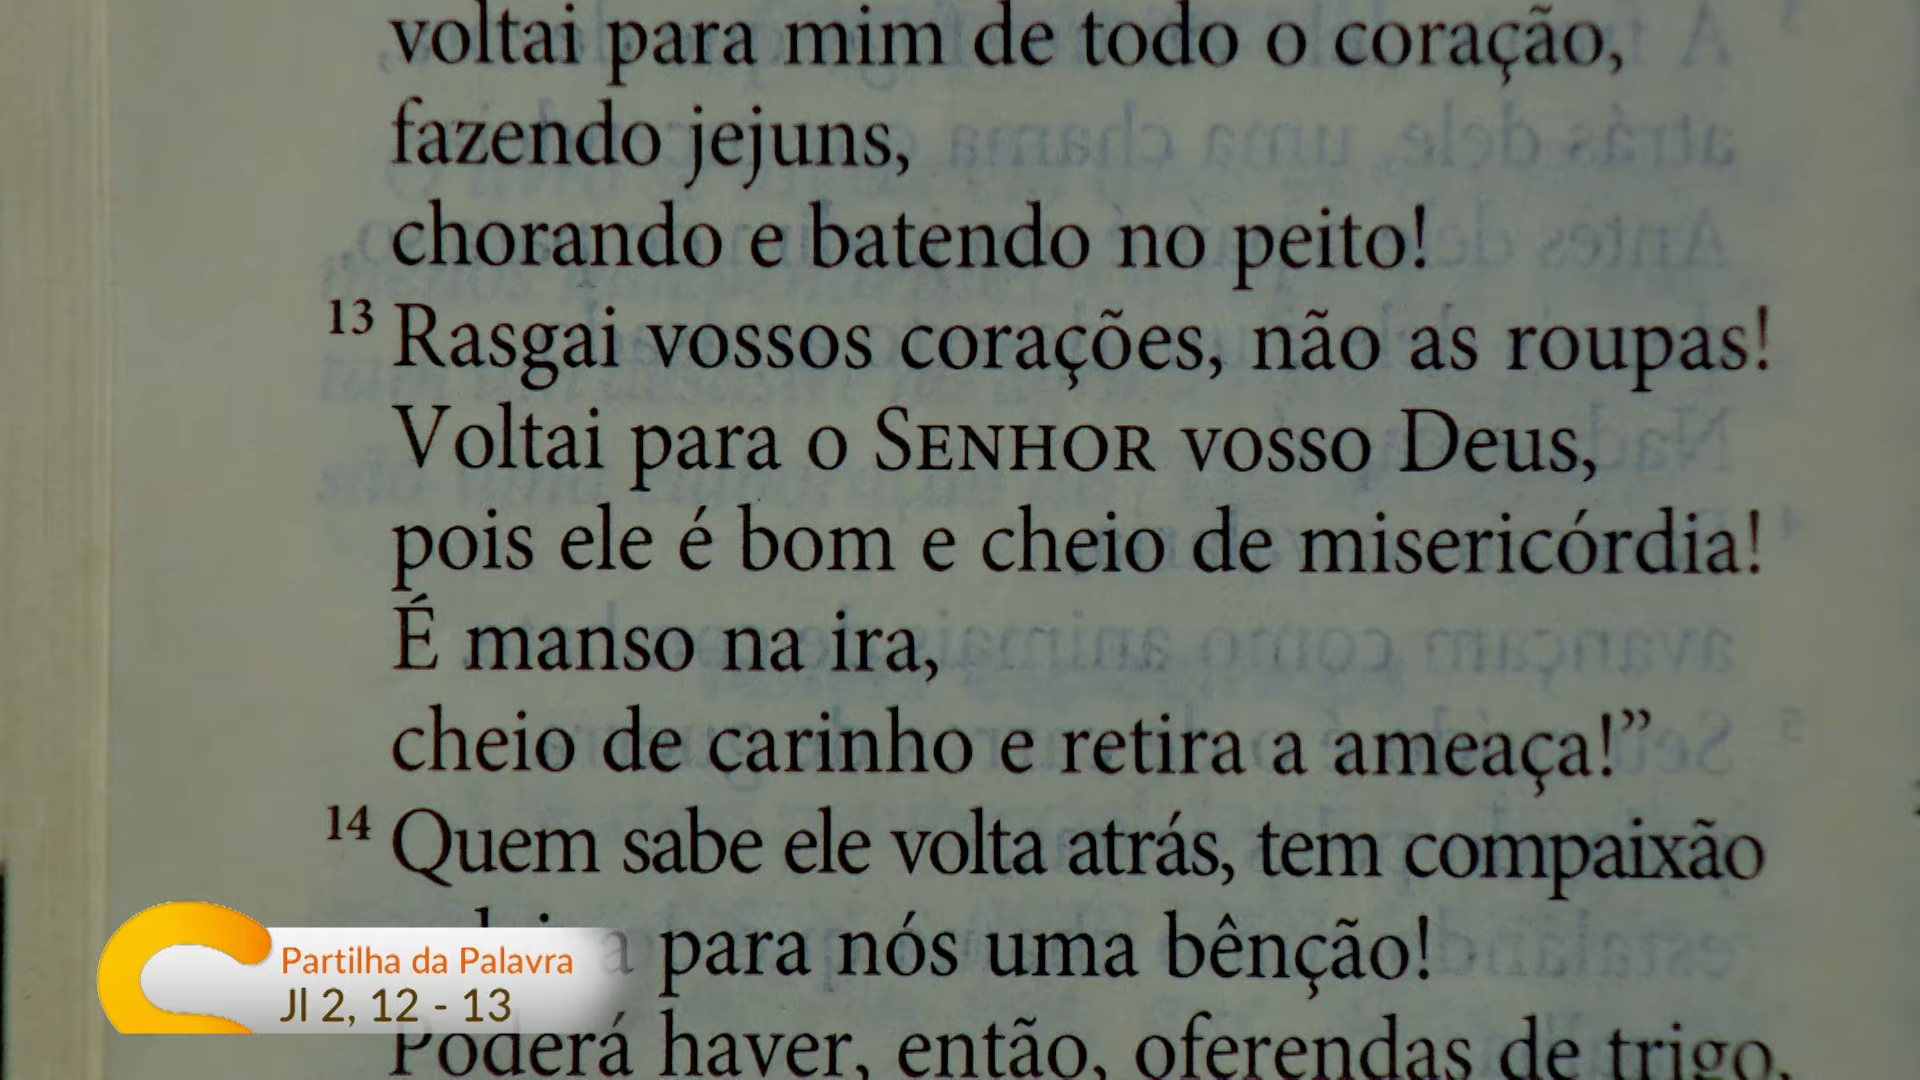 voltai para mim de todo o coração,
fazendo jejuns,
chorando e batendo no peito!
13 Rasgai vossos corações, não as roupas!
Voltai para o SENHOR vosso Deus,
pois ele é bom e cheio de misericórdia!
É manso na ira,
cheio de carinho e retira a ameaça!”
14 Quem sabe ele volta atrás, tem compaixão
para nós uma bênção!
Poderá haver, então, oferendas de trigo,
Partilha da Palavra
Jl 2, 12 - 13